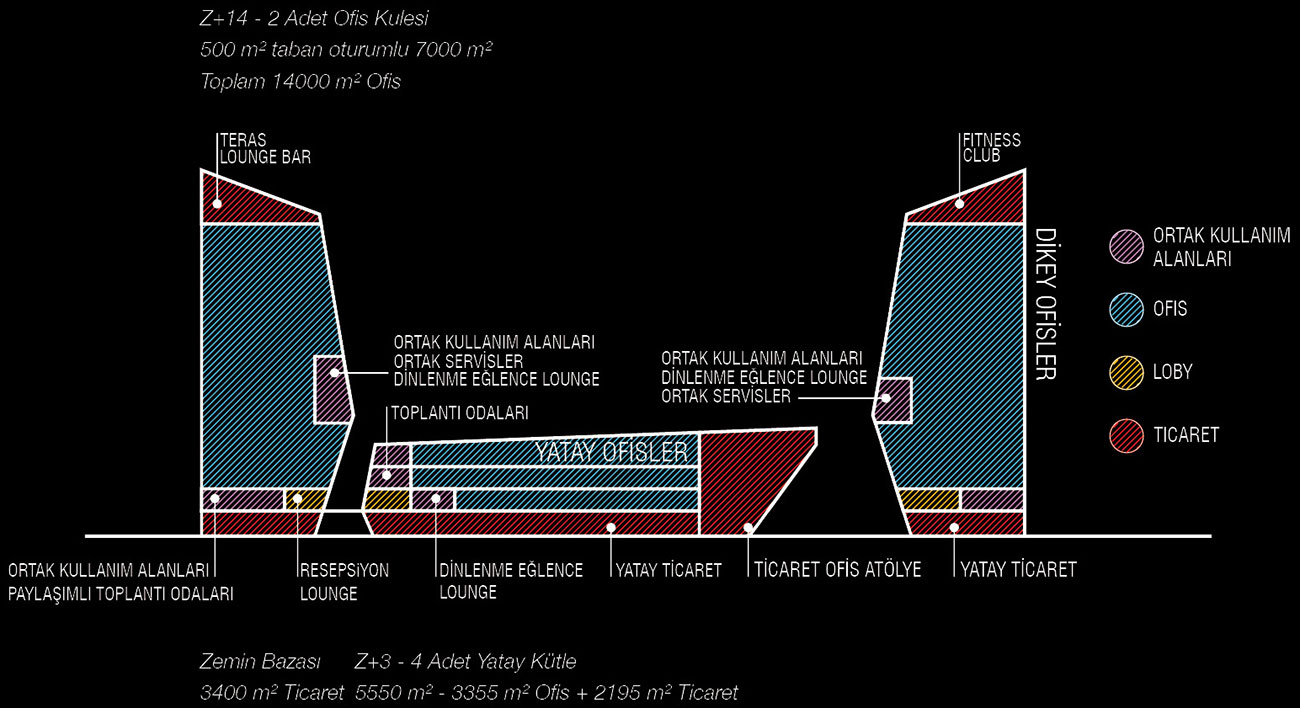 Z+14 - 2 Adet Ofis Kulesi
500 m² taban oturumlu 7000 m²
Toplam 14000 m² Ofis
TERAS
LOUNGE BAR
FITNESS
CLUB
DİKEY OFİSLER
ORTAK KULLANIM
ALANLARI
OFIS
LOBY
TICARET
ORTAK KULLANIM ALANLARI
ORTAK SERVİSLER
DİNLENME EĞLENCE LOUNGE
TOPLANTI ODALARI
ORTAK KULLANIM ALANLARI
DİNLENME EĞLENCE LOUNGE
ORTAK SERVİSLER
YATAY OFİSLER
ORTAK KULLANIM ALANLARI
PAYLAŞIMLI TOPLANTI ODALARI
RESEPSiYON
LOUNGE
DİNLENME EĞLENCE
LOUNGE
YATAY TİCARET
TİCARET OFİS ATÖLYE
YATAY TİCARET
Zemin Bazası
3400 m² Ticaret
Z+3 - 4 Adet Yatay Kütle
5550 m² - 3355 m² Ofis + 2195 m² Ticaret